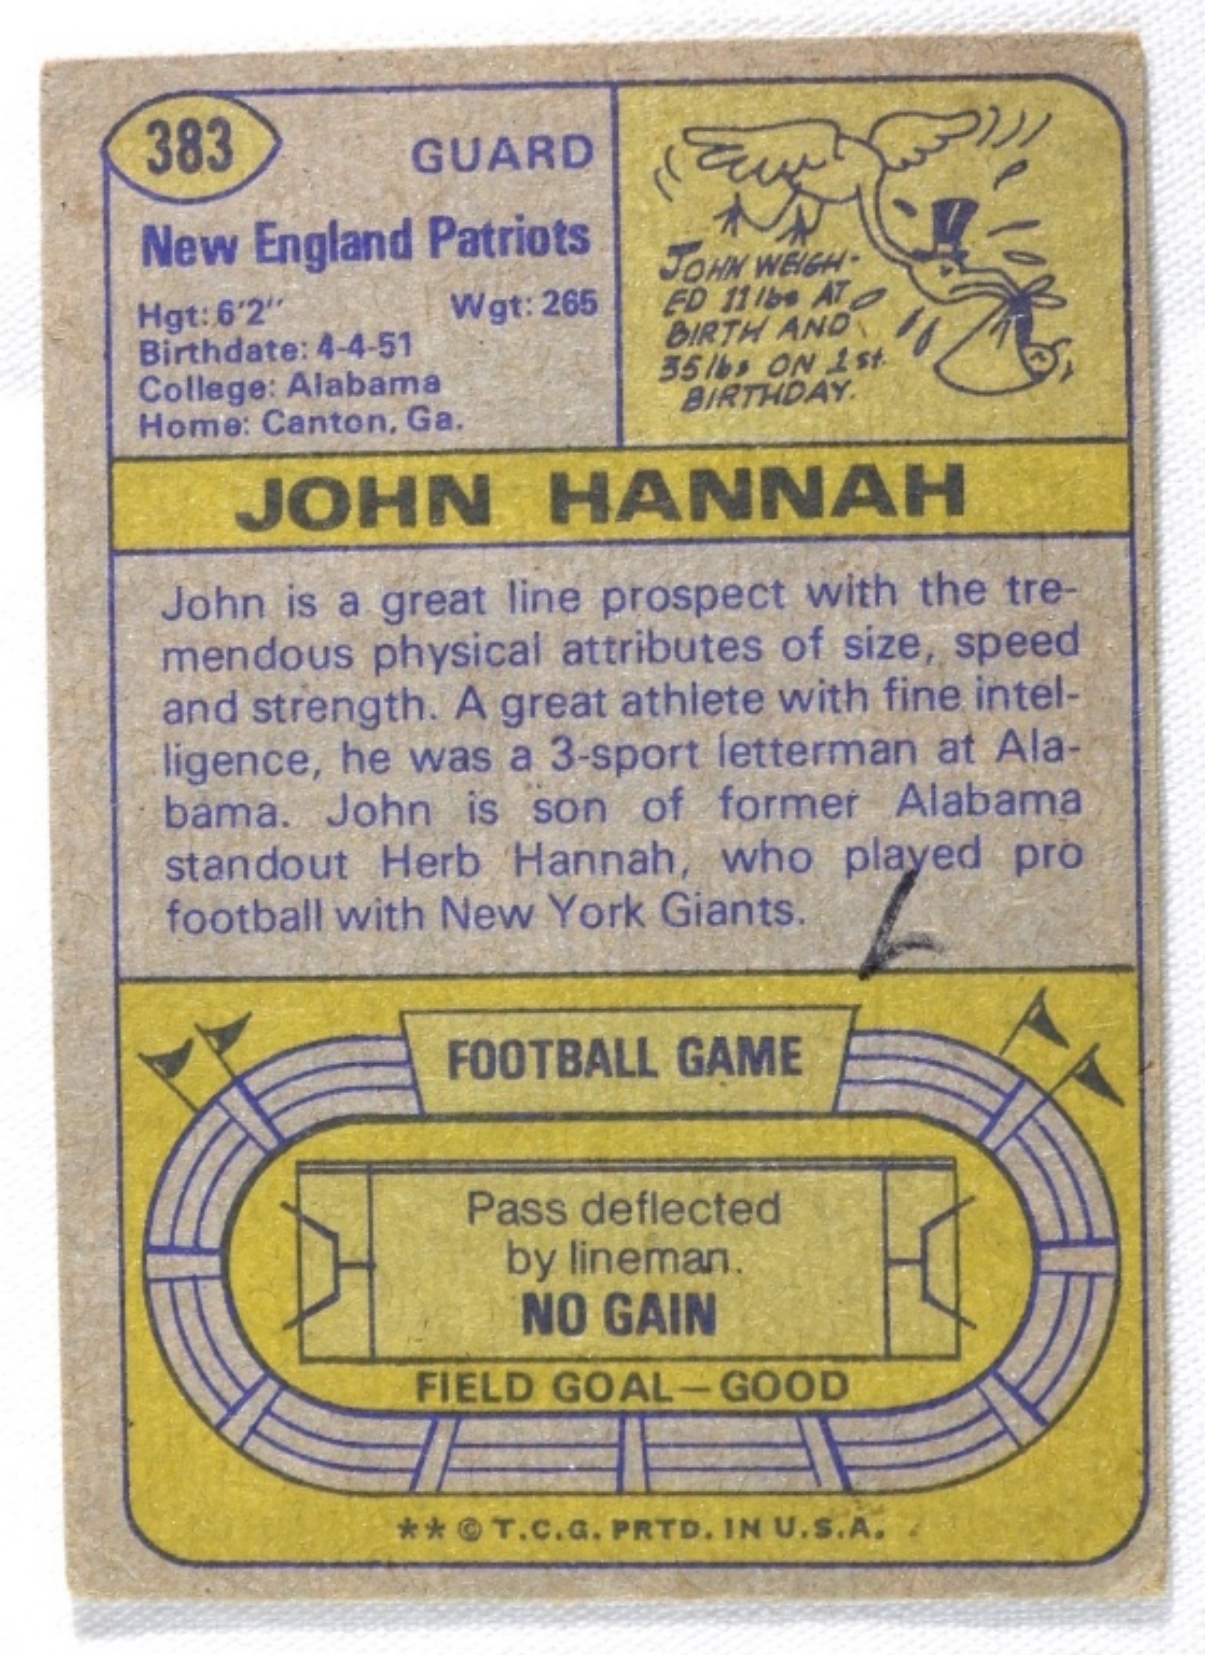 383
GUARD
New England Patriots
Hgt: 6'2" Wgt: 265
Birthdate: 4-4-51
College: Alabama
Home: Canton, Ga.
JOHN WEIGH-
ED 11 lbs AT
BIRTH AND
35 lbs ON 1st.
BIRTHDAY.
JOHN HANNAH
John is a great line prospect with the tre-
mendous physical attributes of size, speed
and strength. A great athlete with fine intel-
ligence, he was a 3-sport letterman at Ala-
bama. John is son of former Alabama
standout Herb Hannah, who played pro
football with New York Giants.
FOOTBALL GAME
Pass deflected
by lineman.
NO GAIN
FIELD GOAL—GOOD
** © T.C.G. PRTD. IN U.S.A.